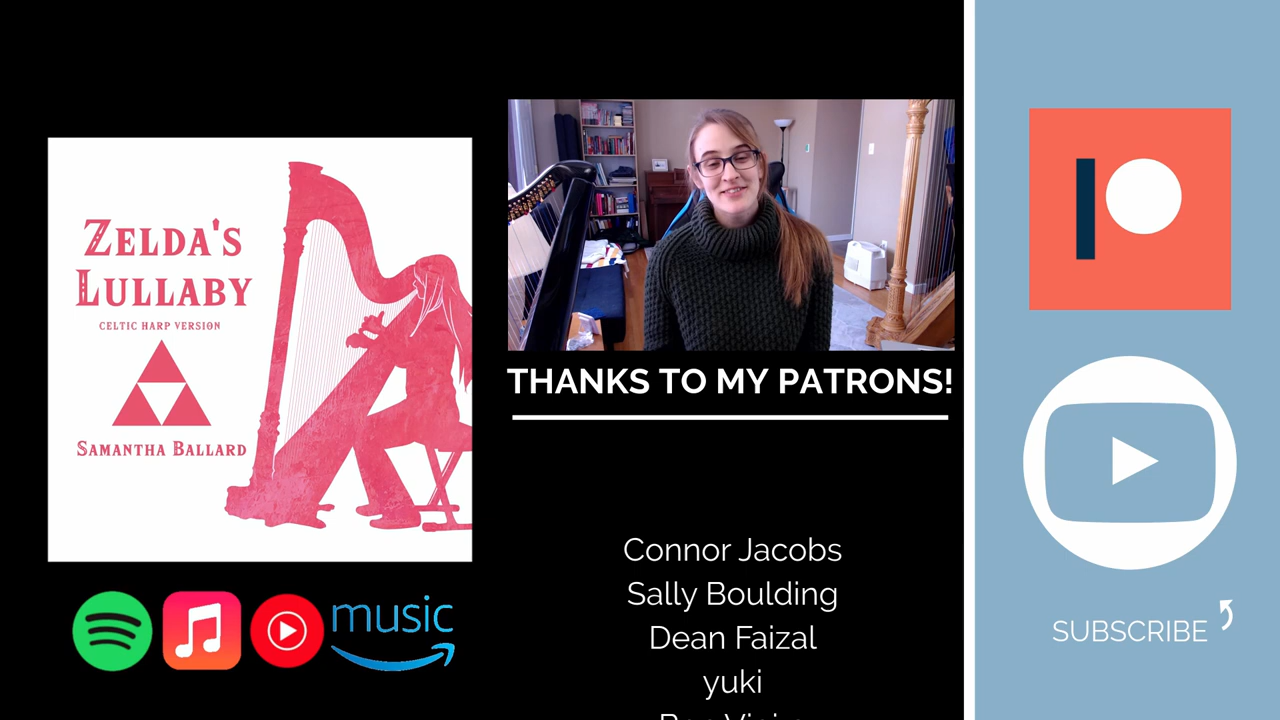 ZELDA'S
LULLABY
CELTIC HARP VERSION
SAMANTHA BALLARD
music
THANKS TO MY PATRONS!
Connor Jacobs
Sally Boulding
Dean Faizal
yuki
SUBSCRIBE